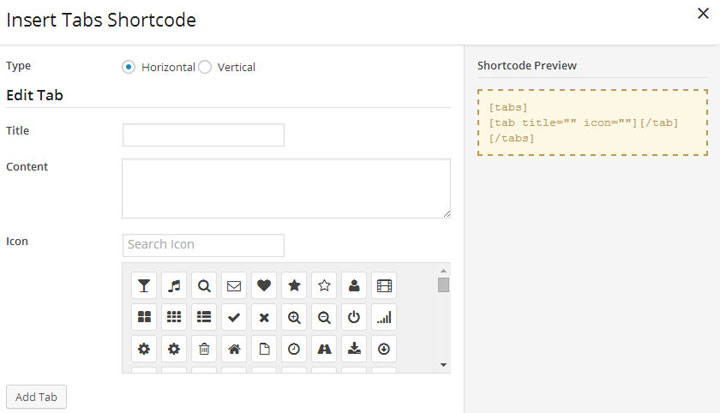 Insert Tabs Shortcode
Type
Horizontal
Vertical
Edit Tab
Title
Content
Icon
Search Icon
Add Tab
Shortcode Preview
[tabs]
[tab title="" icon=""][/tab]
[/tabs]